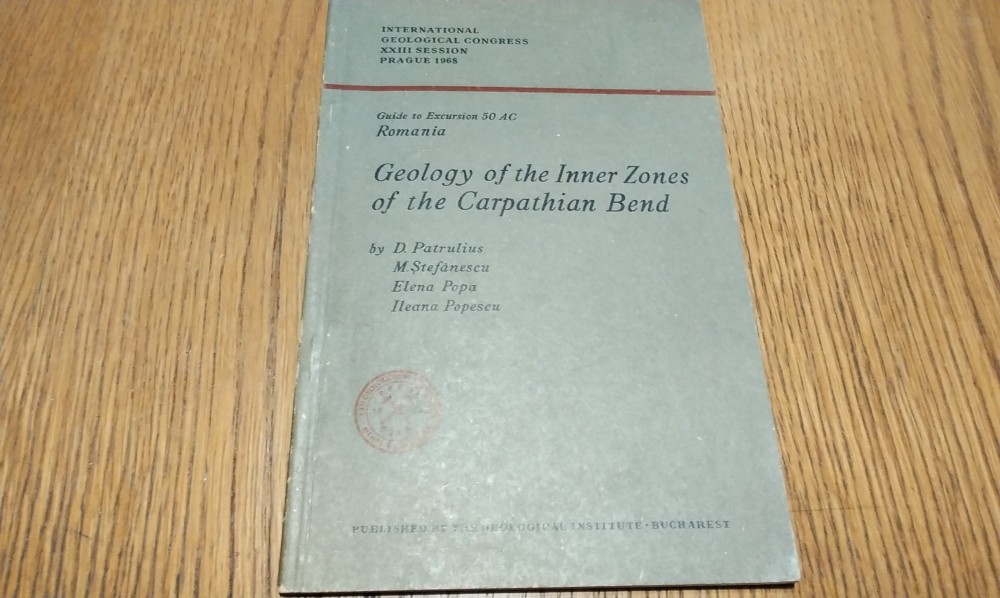 INTERNATIONAL
GEOLOGICAL CONGRESS
XXIII SESSION
PRAGUE 1968
Guide to Excursion 50 AC
Romania
Geology of the Inner Zones
of the Carpathian Bend
by D. Patrulius
M. Ștefănescu
Elena Popa
Ileana Popescu
PUBLISHED BY THE GEOLOGICAL INSTITUTE · BUCHAREST